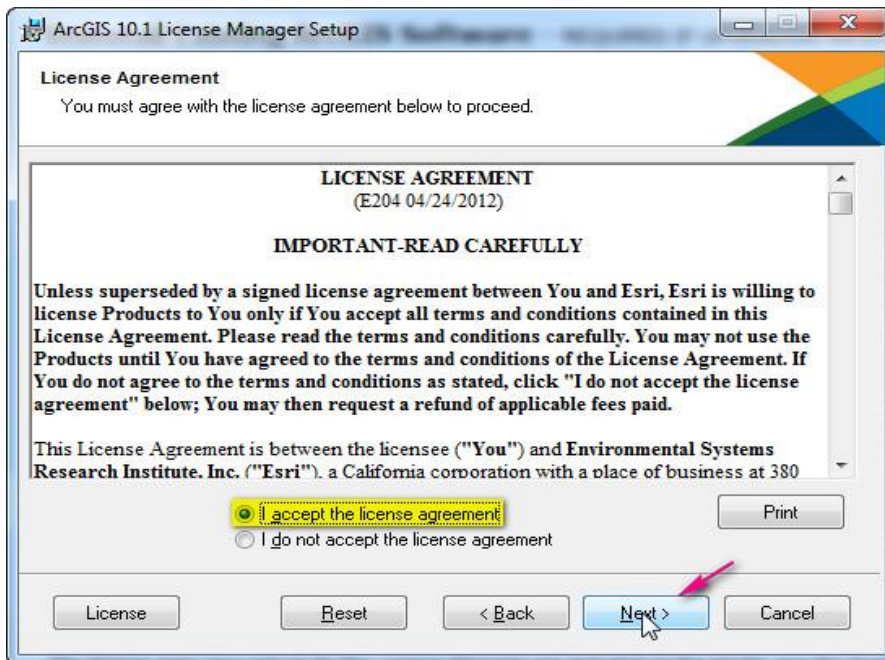 ArcGIS 10.1 License Manager Setup
License Agreement
You must agree with the license agreement below to proceed.
LICENSE AGREEMENT
(E204 04/24/2012)
IMPORTANT-READ CAREFULLY
Unless superseded by a signed license agreement between You and Esri, Esri is willing to
license Products to You only if You accept all terms and conditions contained in this
License Agreement. Please read the terms and conditions carefully. You may not use the
Products until You have agreed to the terms and conditions of the License Agreement. If
You do not agree to the terms and conditions as stated, click "I do not accept the license
agreement" below; You may then request a refund of applicable fees paid.
This License Agreement is between the licensee ("You") and Environmental Systems
Research Institute, Inc. ("Esri"), a California corporation with a place of business at 380
I accept the license agreement
Print
I do not accept the license agreement
License
Reset
< Back
Next >
Cancel